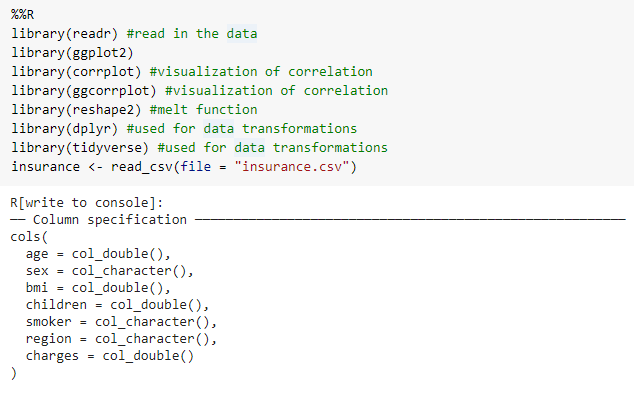 %%R
library(readr) #read in the data
library(ggplot2)
library(corrplot) #visualization of correlation
library(ggcorrplot) #visualization of correlation
library(reshape2) #melt function
library(dplyr) #used for data transformations
library(tidyverse) #used for data transformations
insurance <- read_csv(file = "insurance.csv")
R[write to console]:
── Column specification ────────────────────────────────────────────────────────
cols(
  age = col_double(),
  sex = col_character(),
  bmi = col_double(),
  children = col_double(),
  smoker = col_character(),
  region = col_character(),
  charges = col_double()
)